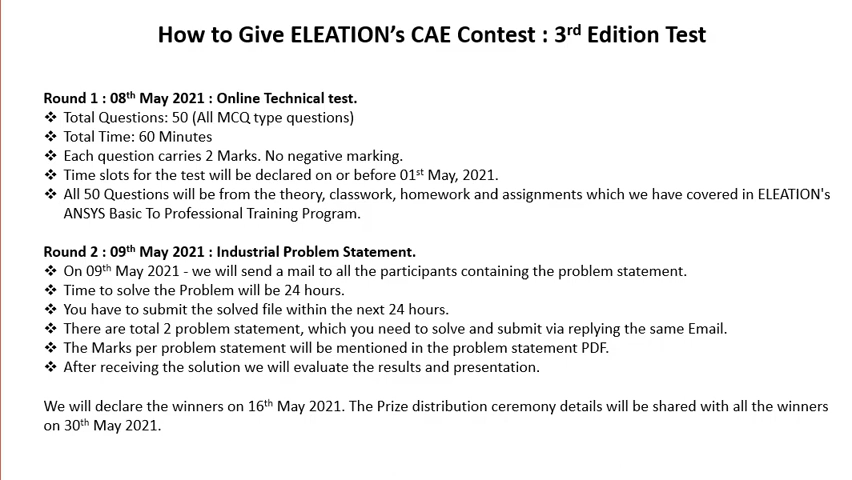 How to Give ELEATION’s CAE Contest : 3rd Edition Test
Round 1 : 08th May 2021 : Online Technical test.
❖ Total Questions: 50 (All MCQ type questions)
❖ Total Time: 60 Minutes
❖ Each question carries 2 Marks. No negative marking.
❖ Time slots for the test will be declared on or before 01st May, 2021.
❖ All 50 Questions will be from the theory, classwork, homework and assignments which we have covered in ELEATION's
ANSYS Basic To Professional Training Program.
Round 2 : 09th May 2021 : Industrial Problem Statement.
❖ On 09th May 2021 - we will send a mail to all the participants containing the problem statement.
❖ Time to solve the Problem will be 24 hours.
❖ You have to submit the solved file within the next 24 hours.
❖ There are total 2 problem statement, which you need to solve and submit via replying the same Email.
❖ The Marks per problem statement will be mentioned in the problem statement PDF.
❖ After receiving the solution we will evaluate the results and presentation.
We will declare the winners on 16th May 2021. The Prize distribution ceremony details will be shared with all the winners
on 30th May 2021.